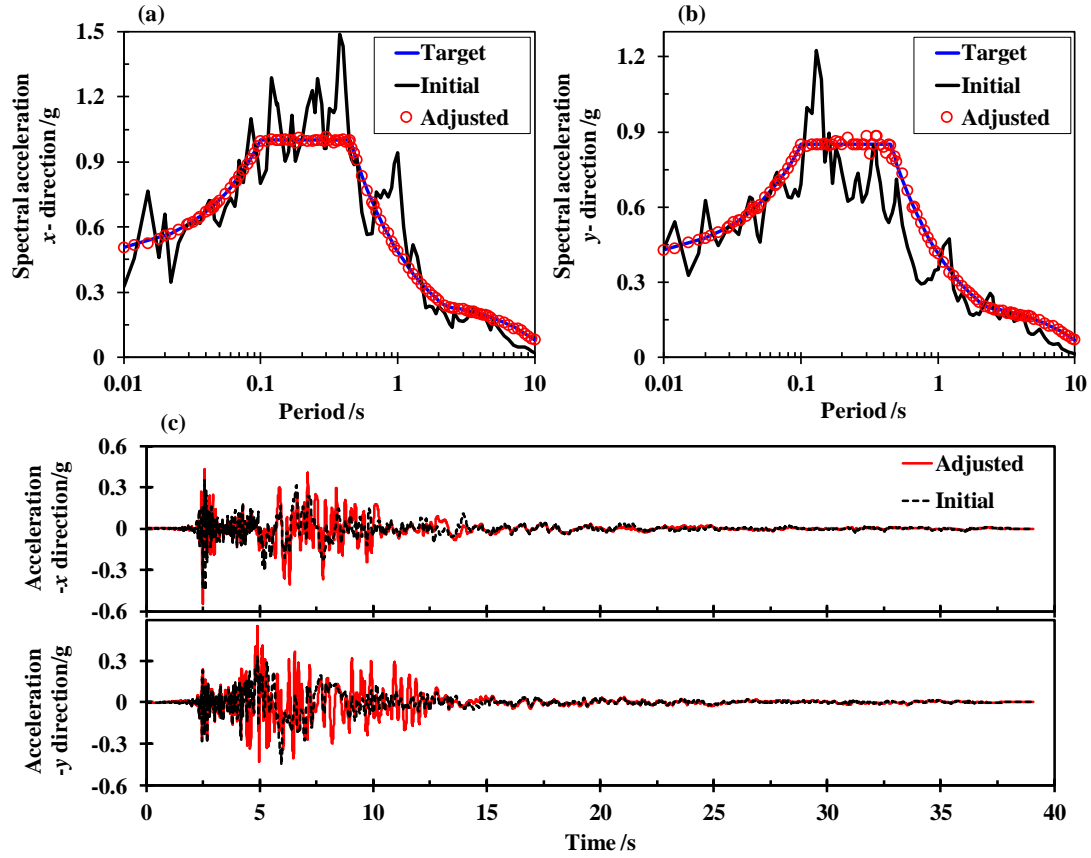 (a)
Spectral acceleration
x- direction /g
1.5
1.2
0.9
0.6
0.3
0
0.01
0.1
1
10
Period /s
Target
Initial
Adjusted
(b)
Spectral acceleration
y- direction /g
1.2
0.9
0.6
0.3
0
0.01
0.1
1
10
Period /s
Target
Initial
Adjusted
(c)
Acceleration
-x direction/g
0.6
0.3
0
-0.3
-0.6
Adjusted
Initial
Acceleration
-y direction/g
0.3
0
-0.3
-0.6
0
5
10
15
20
25
30
35
40
Time /s